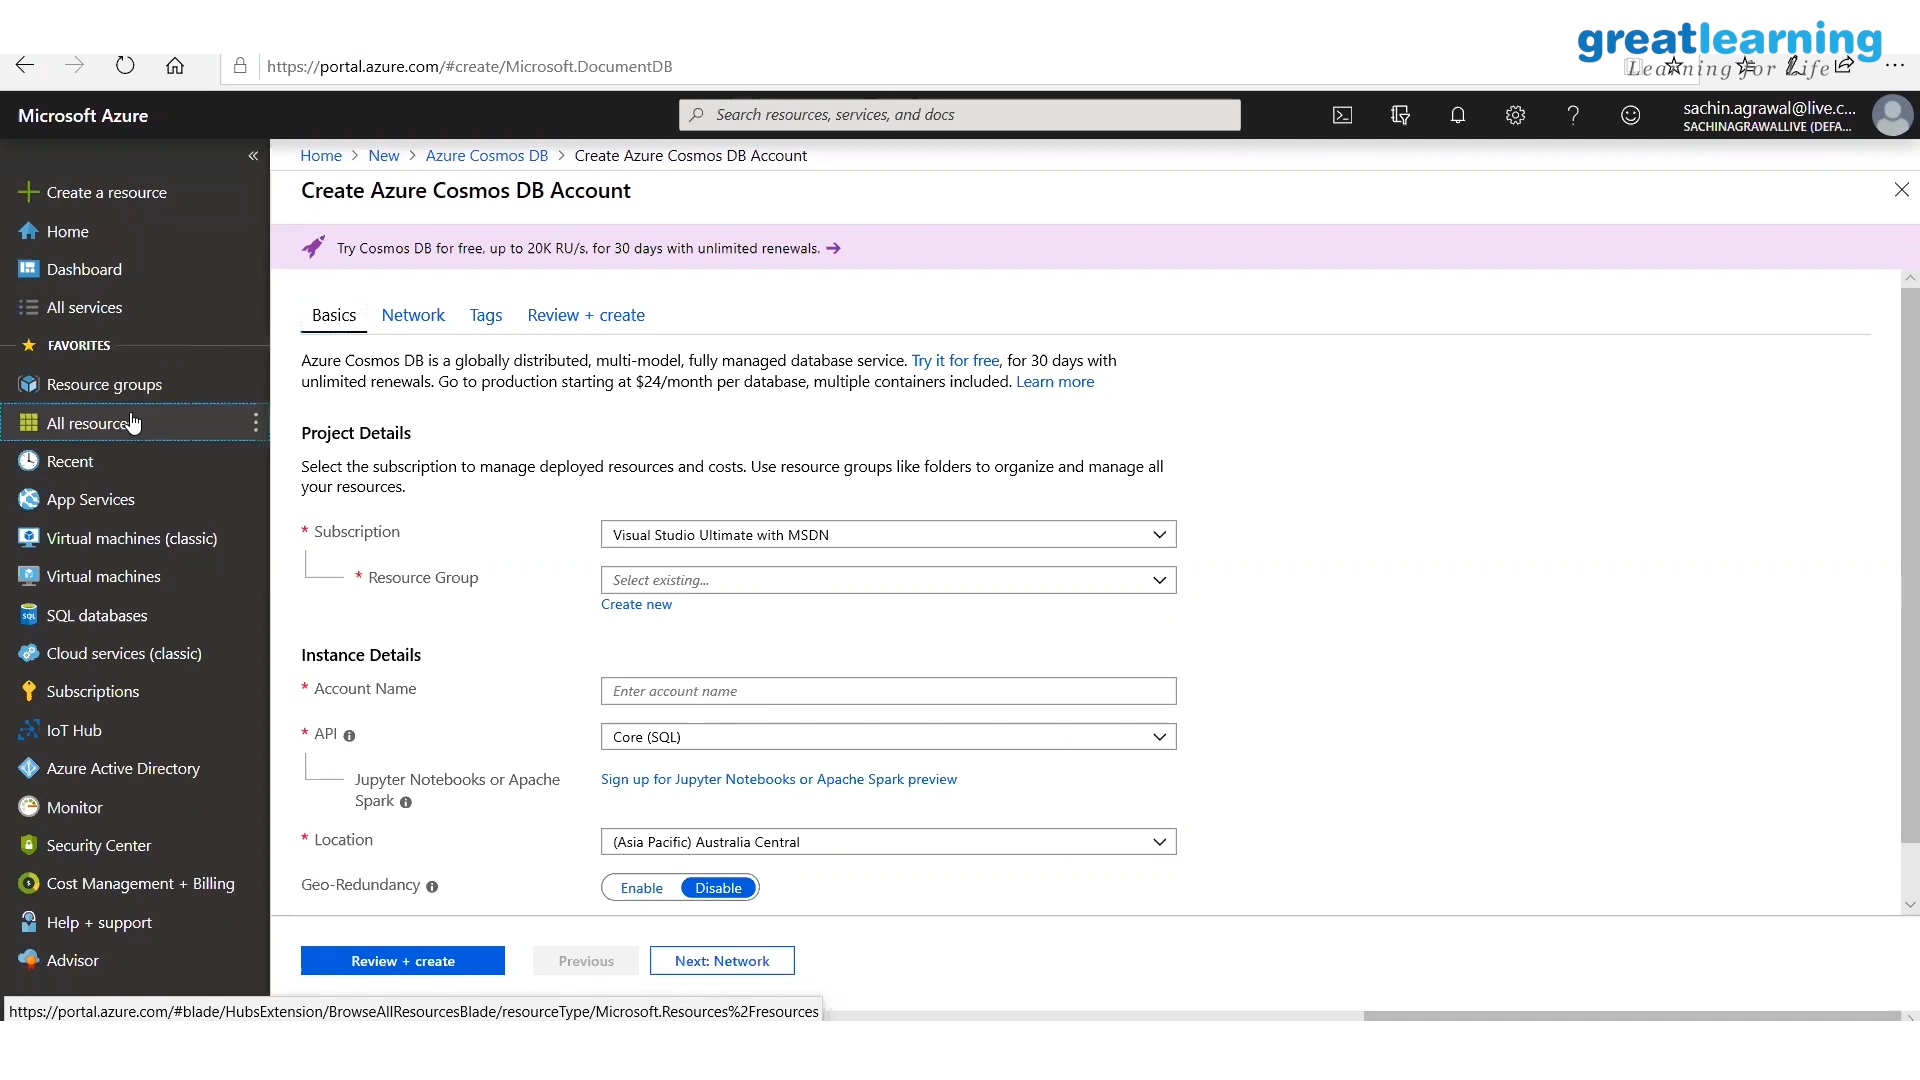 greatlearning
Learning for Life
https://portal.azure.com/#create/Microsoft.DocumentDB
Microsoft Azure
Search resources, services, and docs
sachin.agrawal@live.c...
SACHINAGRAWALLIVE (DEFA...
Home > New > Azure Cosmos DB > Create Azure Cosmos DB Account
Create Azure Cosmos DB Account
Try Cosmos DB for free, up to 20K RU/s, for 30 days with unlimited renewals.
Create a resource
Home
Dashboard
All services
FAVORITES
Resource groups
All resource
Recent
App Services
Virtual machines (classic)
Virtual machines
SQL databases
Cloud services (classic)
Subscriptions
IoT Hub
Azure Active Directory
Monitor
Security Center
Cost Management + Billing
Help + support
Advisor
Basics Network Tags Review + create
Azure Cosmos DB is a globally distributed, multi-model, fully managed database service. Try it for free, for 30 days with
unlimited renewals. Go to production starting at $24/month per database, multiple containers included. Learn more
Project Details
Select the subscription to manage deployed resources and costs. Use resource groups like folders to organize and manage all
your resources.
* Subscription
Visual Studio Ultimate with MSDN
* Resource Group
Select existing...
Create new
Instance Details
* Account Name
Enter account name
* API
Core (SQL)
Jupyter Notebooks or Apache
Spark
Sign up for Jupyter Notebooks or Apache Spark preview
* Location
(Asia Pacific) Australia Central
Geo-Redundancy
Enable Disable
Review + create Previous Next: Network
https://portal.azure.com/#blade/HubsExtension/BrowseAllResourcesBlade/resourceType/Microsoft.Resources%2Fresources